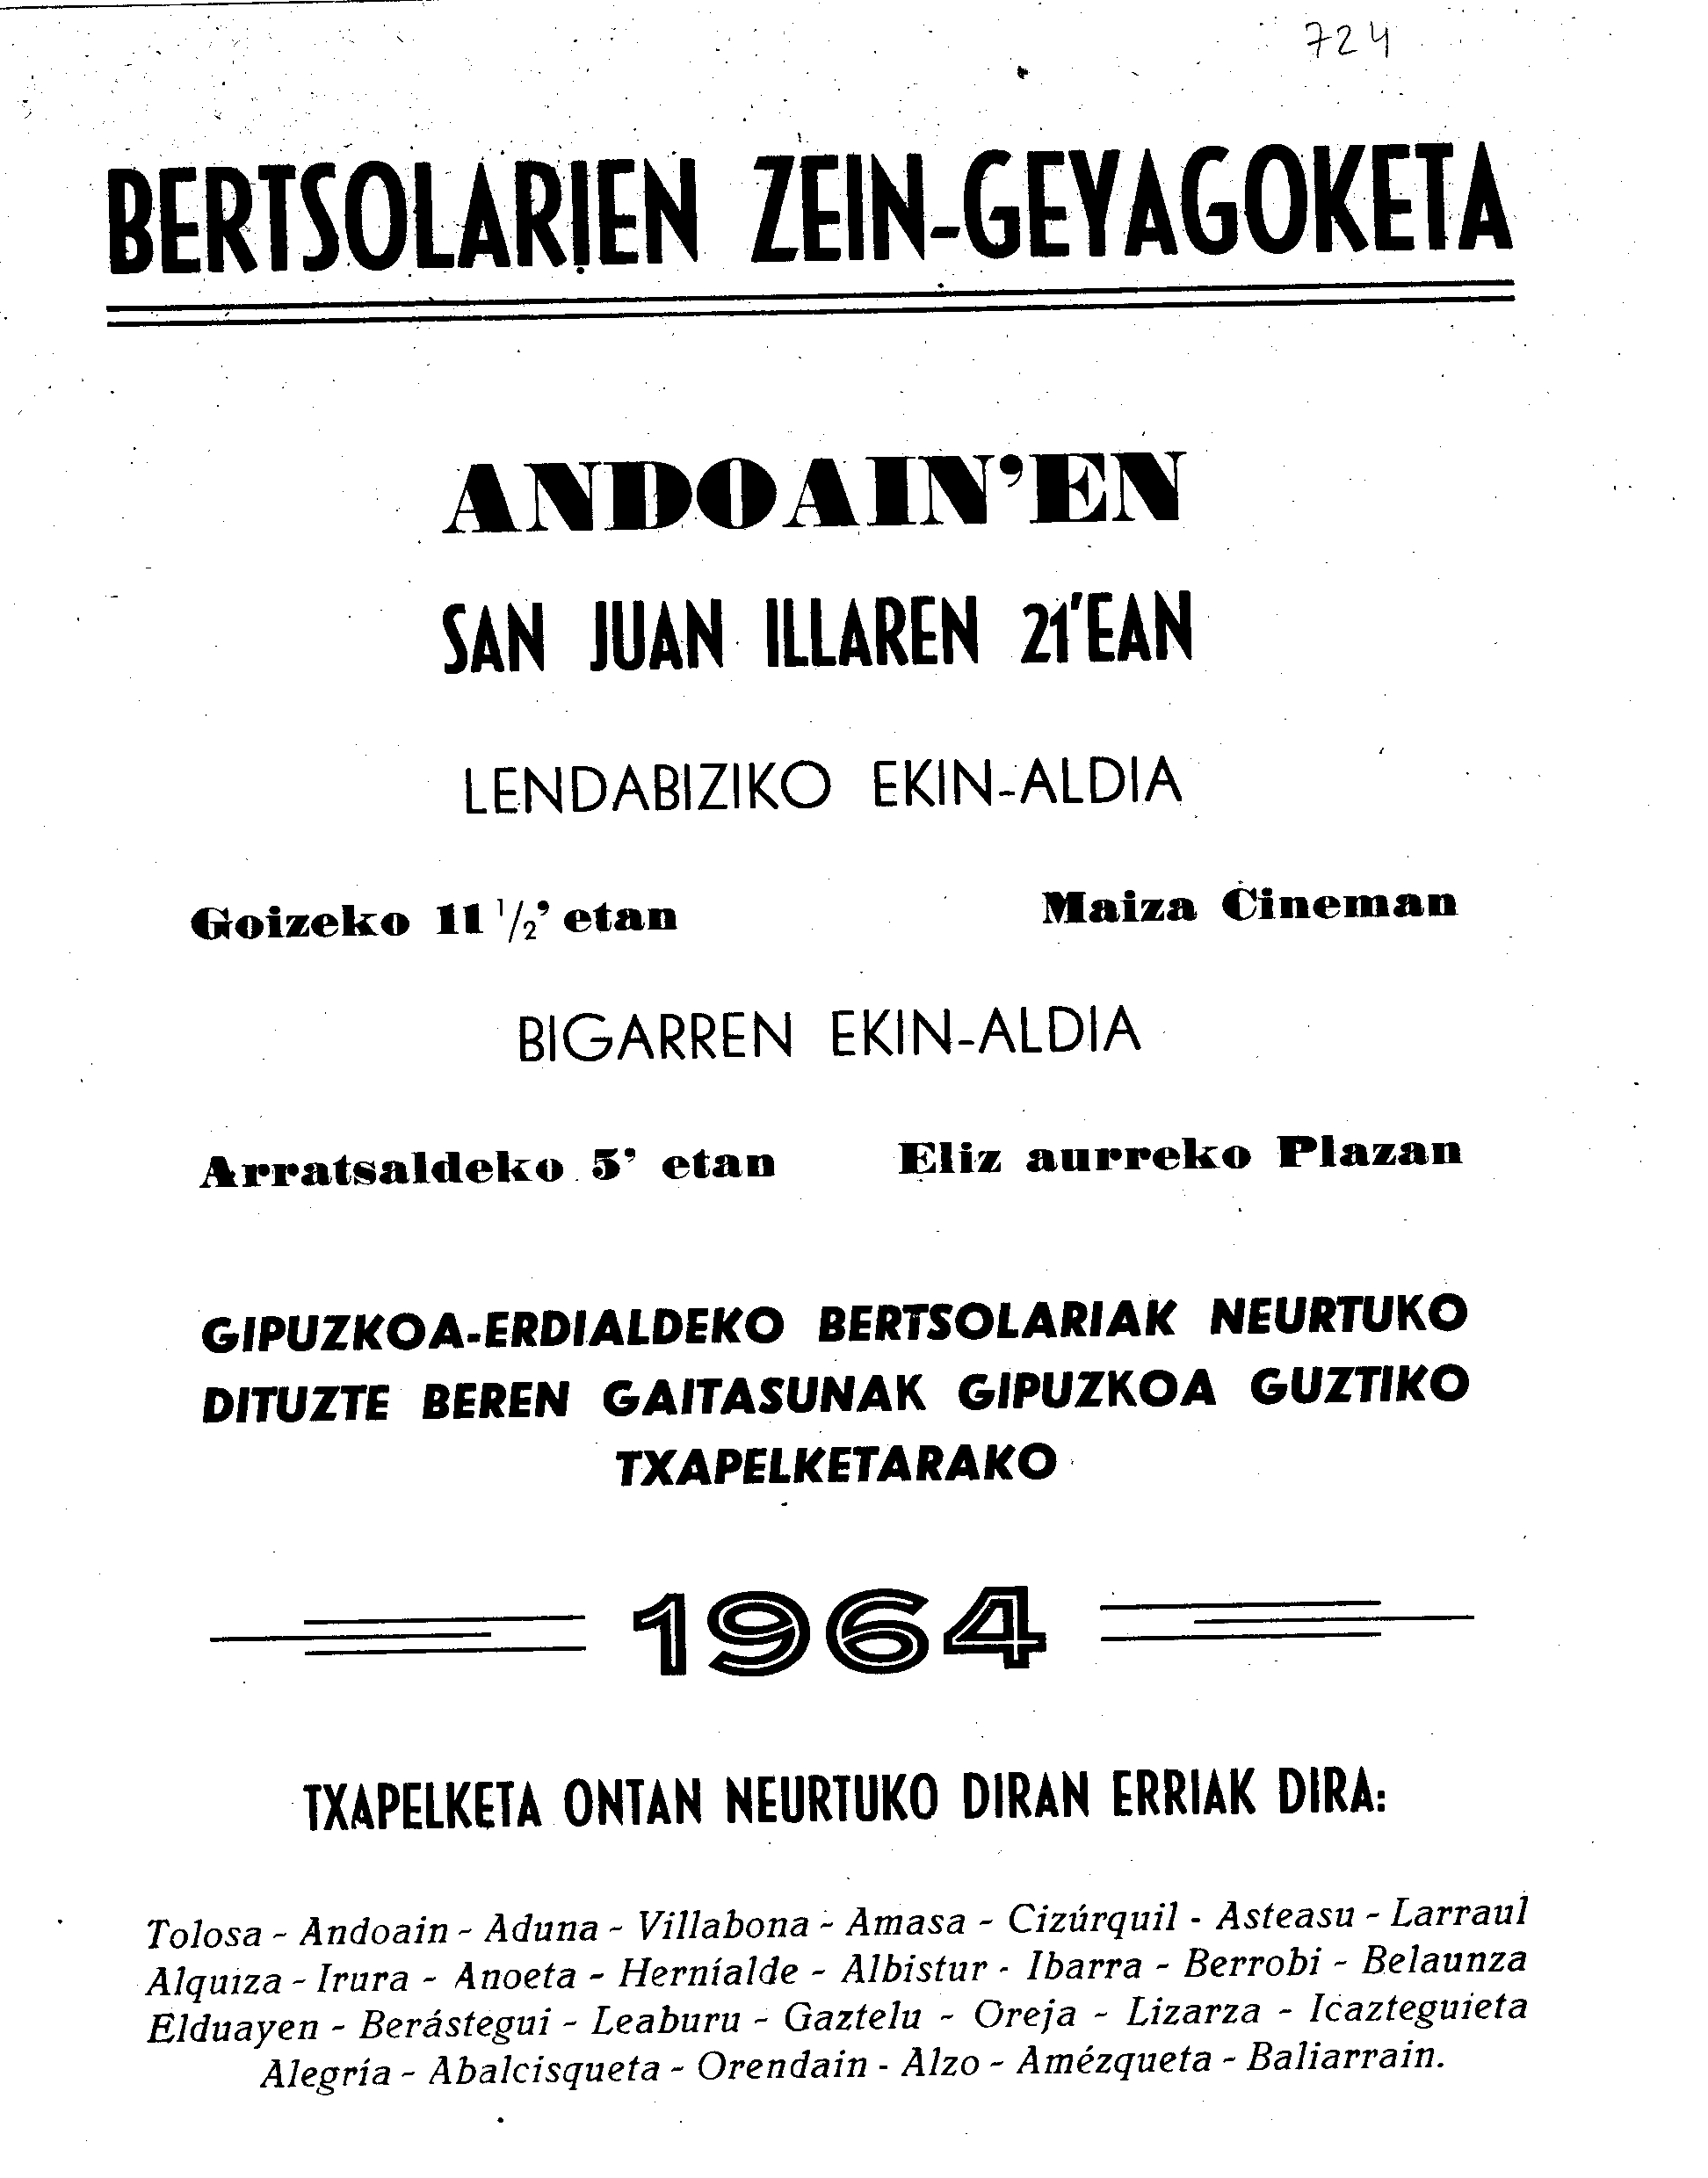 724
BERTSOLARIEN ZEIN-GEYAGOKETA
ANDOAIN'EN
SAN JUAN ILLAREN 21'EAN
LENDABIZIKO EKIN-ALDIA
Goizeko 11 1/2' etan Maiza Cineman
BIGARREN EKIN-ALDIA
Arratsaldeko 5' etan Eliz aurreko Plazan
GIPUZKOA-ERDIALDEKO BERTSOLARIAK NEURTUKO
DITUZTE BEREN GAITASUNAK GIPUZKOA GUZTIKO
TXAPELKETARAKO
1964
TXAPELKETA ONTAN NEURTUKO DIRAN ERRIAK DIRA:
Tolosa - Andoain - Aduna - Villabona - Amasa - Cizúrquil - Asteasu - Larraul
Alquiza - Irura - Anoeta - Hernialde - Albistur - Ibarra - Berrobi - Belaunza
Elduayen - Berástegui - Leaburu - Gaztelu - Oreja - Lizarza - Icazteguieta
Alegría - Abalcisqueta - Orendain - Alzo - Amézqueta - Baliarrain.